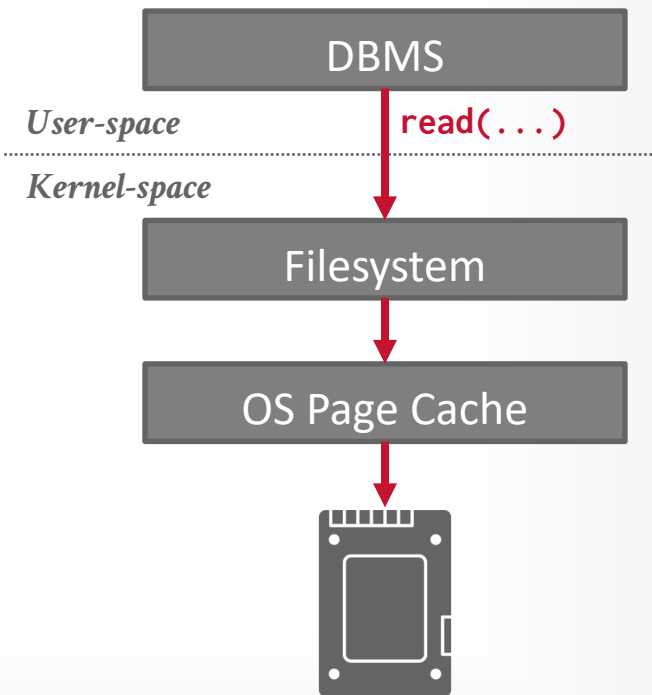 DBMS
User-space
read(...)
Kernel-space
Filesystem
OS Page Cache